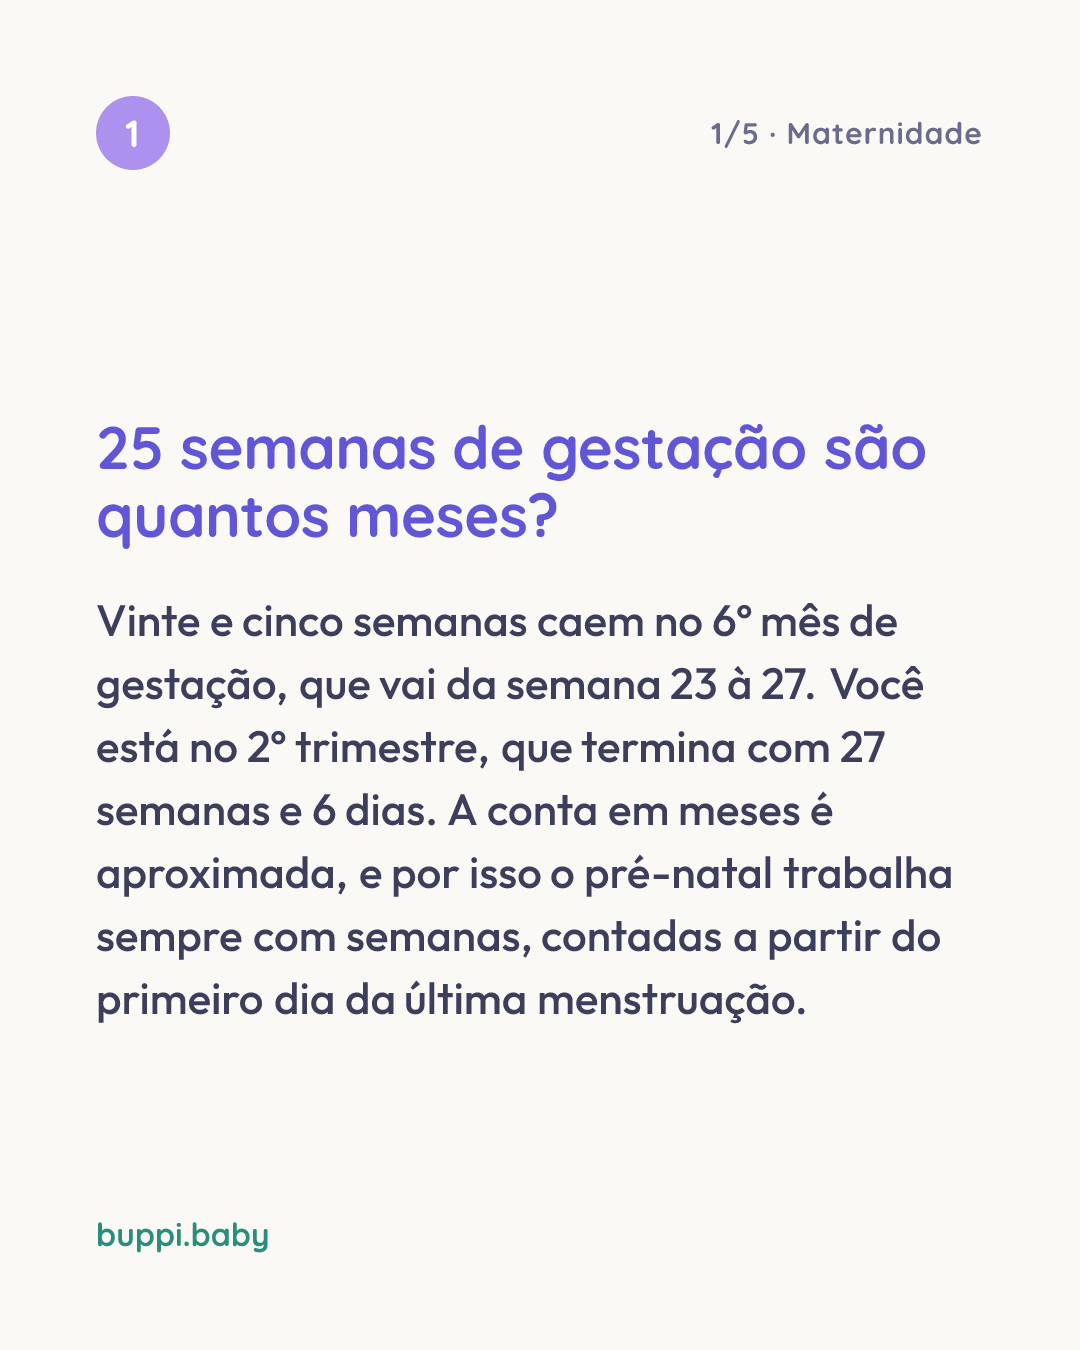 1
1/5 · Maternidade
25 semanas de gestação são
quantos meses?
Vinte e cinco semanas caem no 6º mês de
gestação, que vai da semana 23 à 27. Você
está no 2º trimestre, que termina com 27
semanas e 6 dias. A conta em meses é
aproximada, e por isso o pré-natal trabalha
sempre com semanas, contadas a partir do
primeiro dia da última menstruação.
buppi.baby